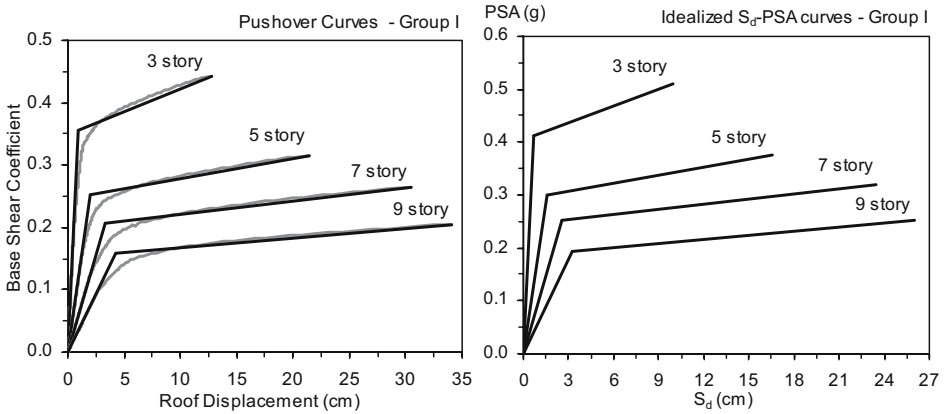 Pushover Curves - Group I
0.5
0.4
0.3
0.2
0.1
0.0
Base Shear Coefficient
3 story
5 story
7 story
9 story
0 5 10 15 20 25 30 35
Roof Displacement (cm)
PSA (g)
Idealized Sd-PSA curves - Group I
0.6
0.5
0.4
0.3
0.2
0.1
0.0
3 story
5 story
7 story
9 story
0 3 6 9 12 15 18 21 24 27
Sd (cm)